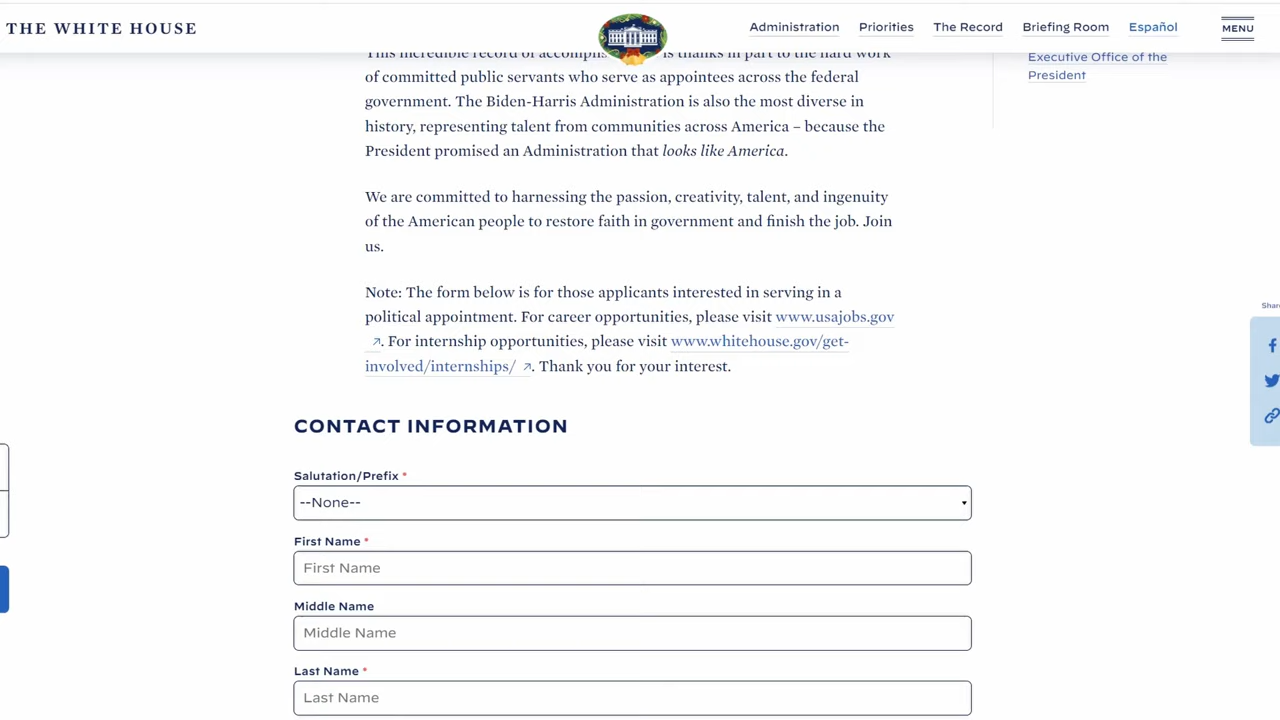 THE WHITE HOUSE
Administration Priorities The Record Briefing Room Español MENU
This incredible record of accomplis is thanks in part to the hard work
of committed public servants who serve as appointees across the federal
government. The Biden-Harris Administration is also the most diverse in
history, representing talent from communities across America – because the
President promised an Administration that looks like America.
Executive Office of the
President
We are committed to harnessing the passion, creativity, talent, and ingenuity
of the American people to restore faith in government and finish the job. Join
us.
Note: The form below is for those applicants interested in serving in a
political appointment. For career opportunities, please visit www.usajobs.gov
. For internship opportunities, please visit www.whitehouse.gov/get-
involved/internships/ . Thank you for your interest.
Share
CONTACT INFORMATION
Salutation/Prefix *
--None--
First Name *
First Name
Middle Name
Middle Name
Last Name *
Last Name